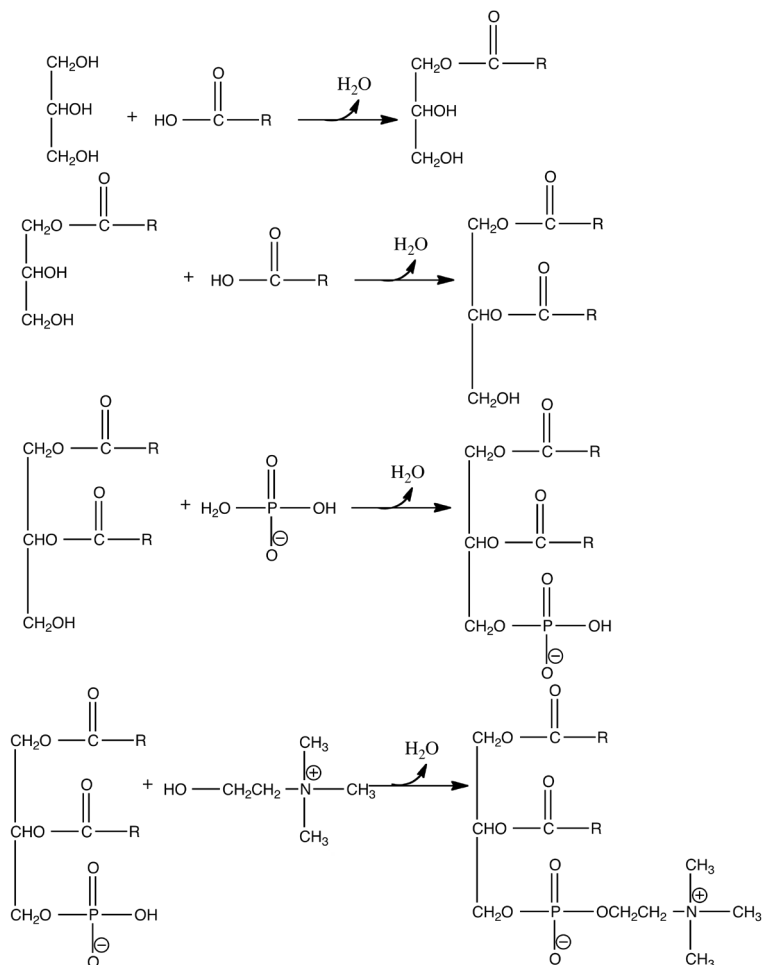 O
CH₂OH + HO C R H₂O CH₂O C R
CHOH CHOH
CH₂OH CH₂OH
O O O
CH₂O C R + HO C R H₂O CH₂O C R
CHOH O
CH₂OH CHO C R
CH₂OH
O O
CH₂O C R CH₂O C R
O + H₂O P OH H₂O O
CHO C R O ⊖ CHO C R
O O
CH₂OH CH₂O P OH
O ⊖
O O
CH₂O C R CH₃ H₂O CH₂O C R
O + HO CH₂CH₂ N ⊕ CH₃ O
CHO C R CH₃ CHO C R
O O CH₃
CH₂O P OH CH₂O P OCH₂CH₂ N ⊕ CH₃
O ⊖ O ⊖ CH₃